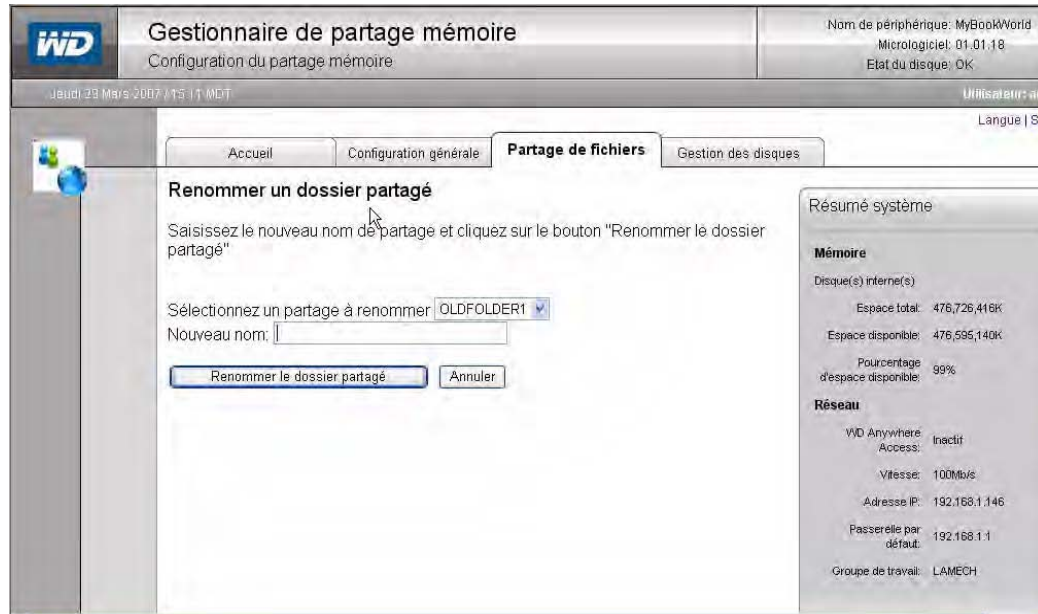 WD
Gestionnaire de partage mémoire
Configuration du partage mémoire
Nom de périphérique: MyBookWorld
Micrologiciel: 01.01.18
Etat du disque: OK
Jeudi 29 Mars 2007 / 15:11 MDT
Utilisateur:
Langue |
Accueil
Configuration générale
Partage de fichiers
Gestion des disques
Renommer un dossier partagé
Saisissez le nouveau nom de partage et cliquez sur le bouton "Renommer le dossier
partagé"
Sélectionnez un partage à renommer OLDFOLDER1
Nouveau nom:
Renommer le dossier partagé
Annuler
Résumé système
Mémoire
Disque(s) interne(s)
Espace total: 476,726,416K
Espace disponible: 476,595,140K
Pourcentage
d'espace disponible: 99%
Réseau
WD Anywhere
Access: Inactif
Vitesse: 100Mb/s
Adresse IP: 192.168.1.146
Passerelle par
défaut: 192.168.1.1
Groupe de travail: LAMECH